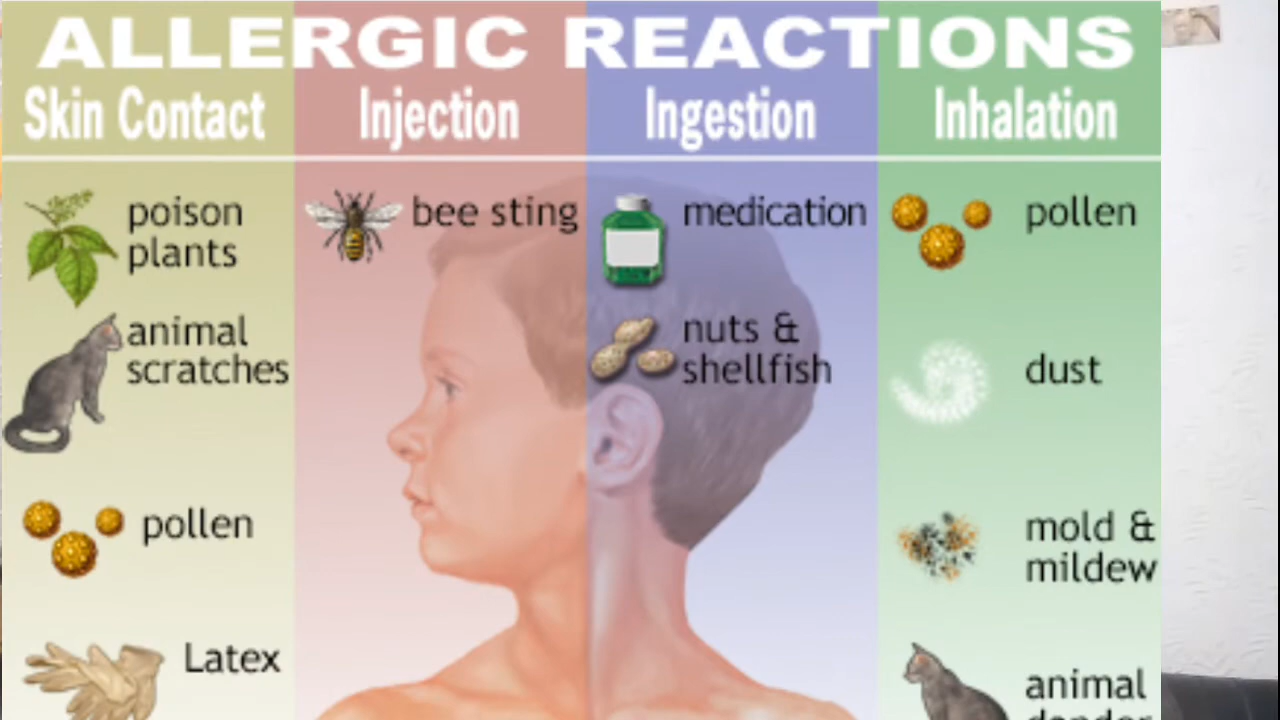 ALLERGIC REACTIONS
Skin Contact
Injection
Ingestion
Inhalation
poison
plants
animal
scratches
pollen
Latex
bee sting
medication
nuts &
shellfish
pollen
dust
mold &
mildew
animal